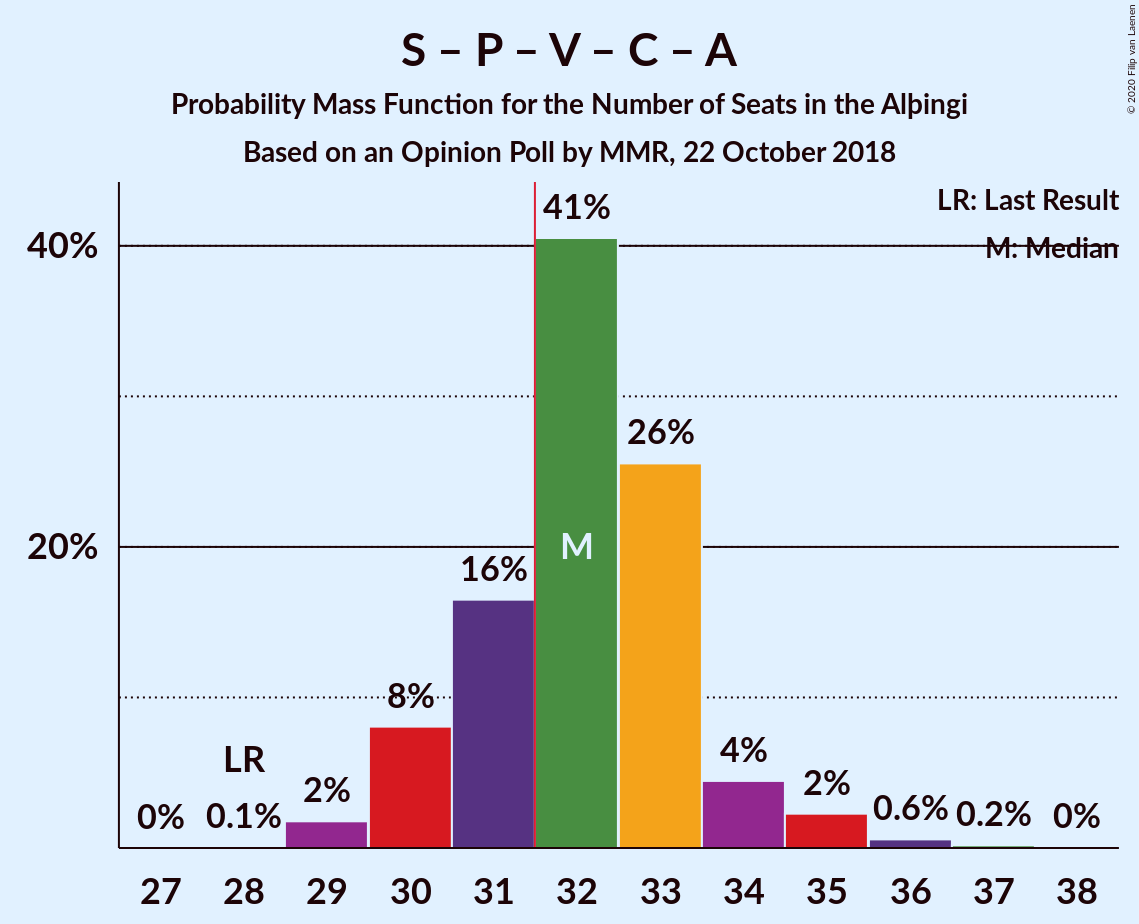 S – P – V – C – A
Probability Mass Function for the Number of Seats in the Alþingi
Based on an Opinion Poll by MMR, 22 October 2018
© 2020 Filip van Laenen
LR: Last Result
M: Median
40%
20%
0%
LR
0.1%
2%
8%
16%
41%
M
26%
4%
2%
0.6%
0.2%
0%
27 28 29 30 31 32 33 34 35 36 37 38